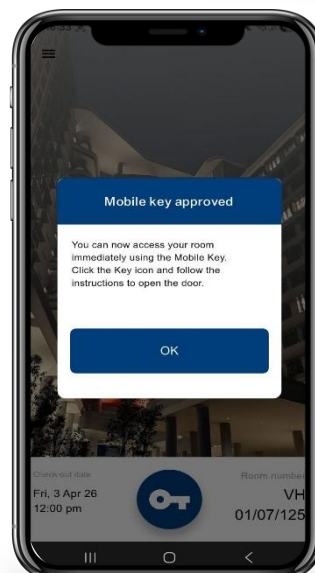 Mobile key approved
You can now access your room
immediately using the Mobile Key.
Click the Key icon and follow the
instructions to open the door.
OK
Check-out date
Room number
Fri, 3 Apr 26
12:00 pm
VH
01/07/125